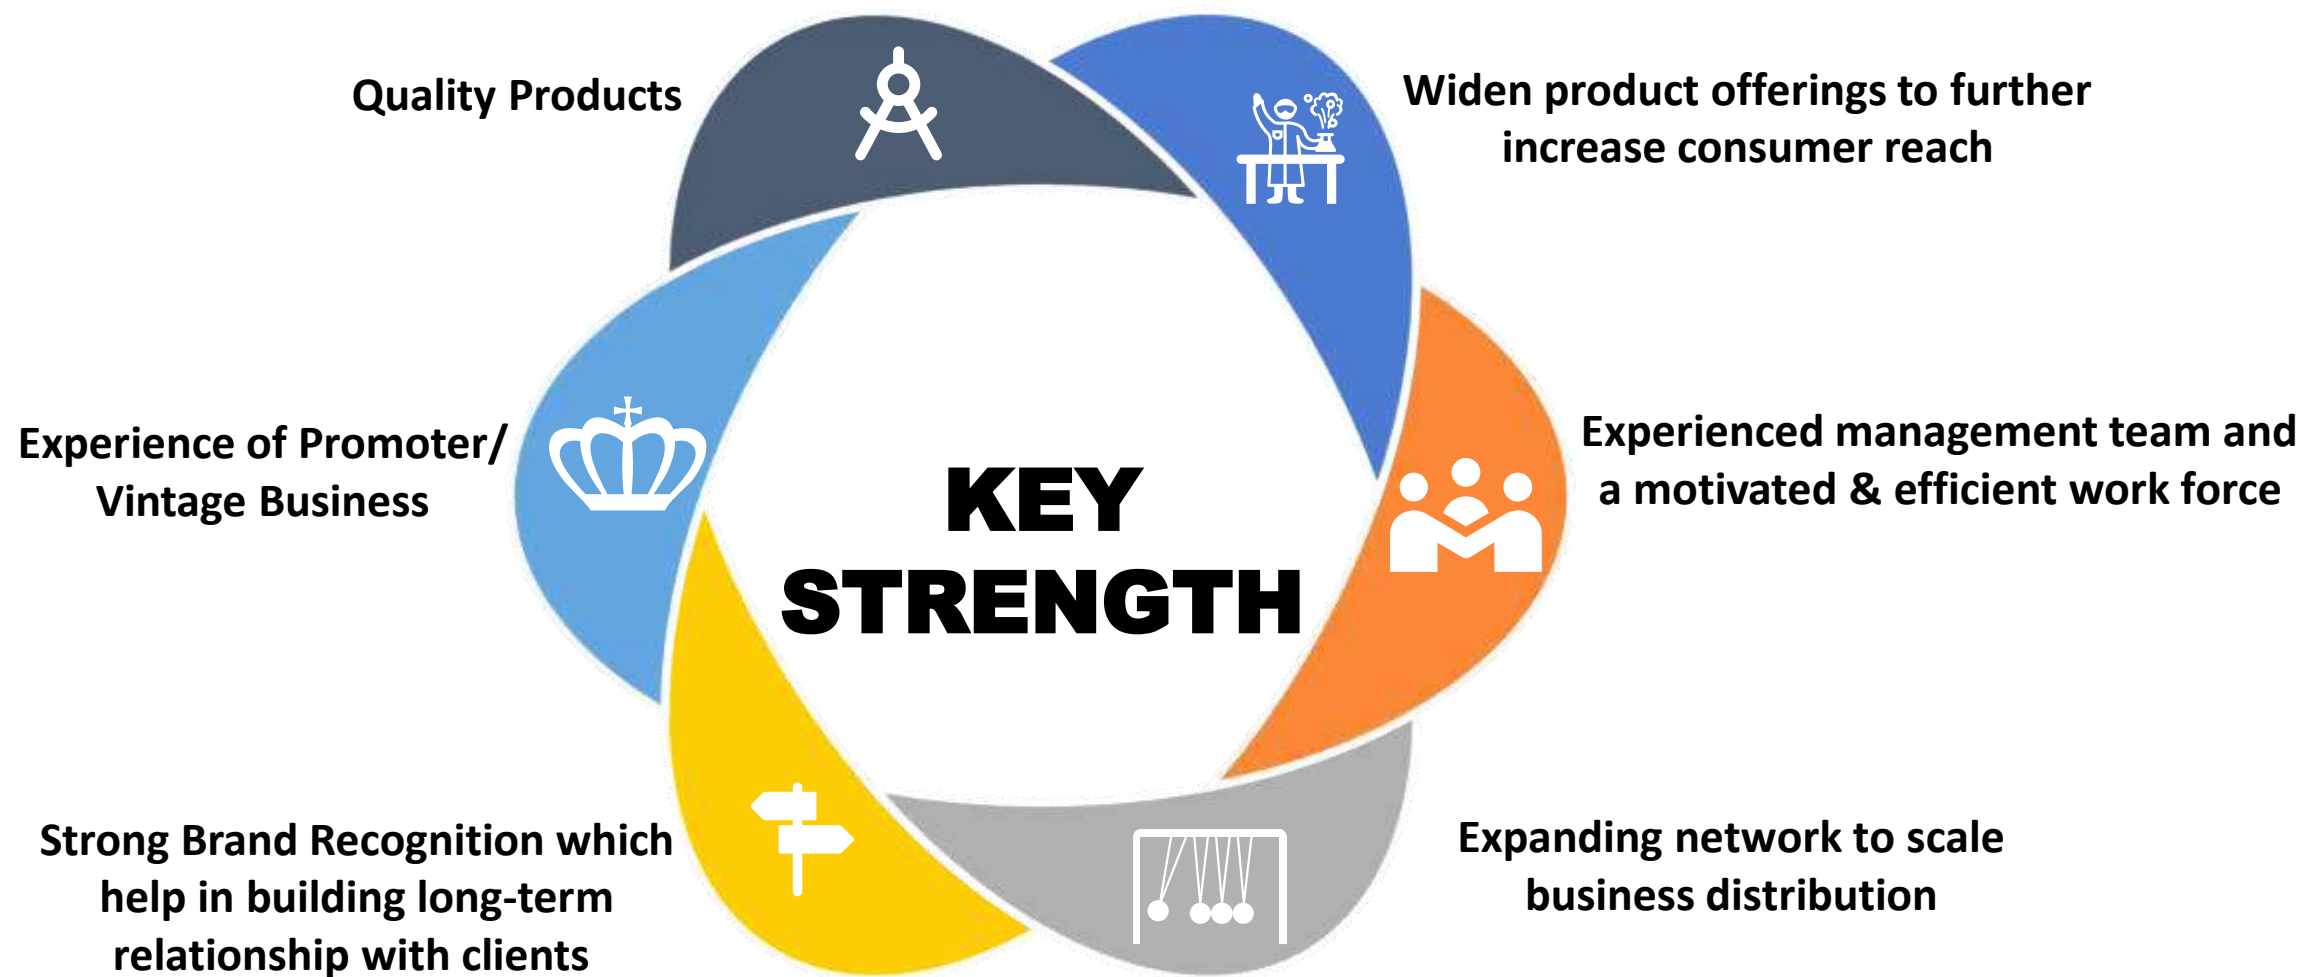 Quality Products
Widen product offerings to further
increase consumer reach
Experience of Promoter/
Vintage Business
KEY
STRENGTH
Experienced management team and
a motivated & efficient work force
Strong Brand Recognition which
help in building long-term
relationship with clients
Expanding network to scale
business distribution